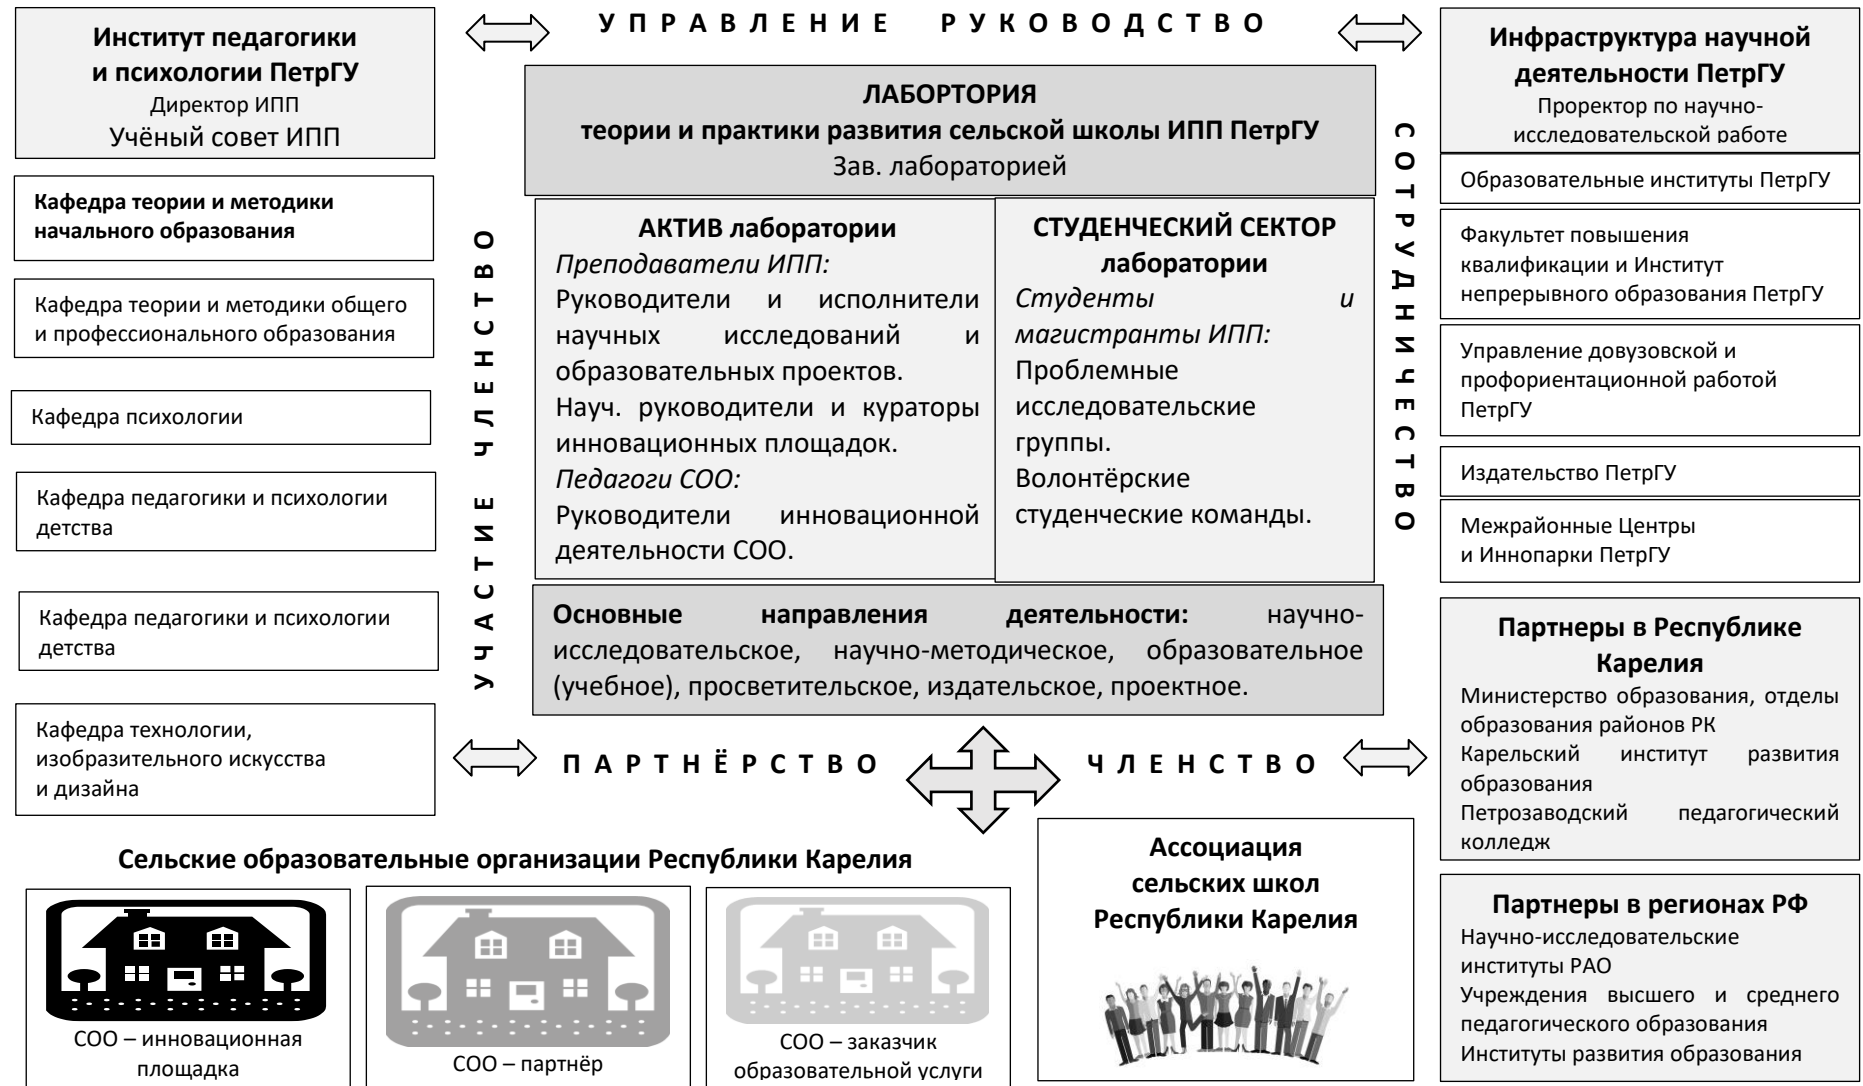 Институт педагогики
и психологии ПетрГУ
Директор ИПП
Учёный совет ИПП
Кафедра теории и методики
начального образования
Кафедра теории и методики общего
и профессионального образования
Кафедра психологии
Кафедра педагогики и психологии
детства
Кафедра педагогики и психологии
детства
Кафедра технологии,
изобразительного искусства
и дизайна
УПРАВЛЕНИЕ РУКОВОДСТВО
УЧАСТИЕ ЧЛЕНСТВО
ЛАБОРТОРИЯ
теории и практики развития сельской школы ИПП ПетрГУ
Зав. лабораторией
АКТИВ лаборатории
Преподаватели ИПП:
Руководители и исполнители
научных исследований и
образовательных проектов.
Науч. руководители и кураторы
инновационных площадок.
Педагоги СОО:
Руководители инновационной
деятельности СОО.
СТУДЕНЧЕСКИЙ СЕКТОР
лаборатории
Студенты и
магистранты ИПП:
Проблемные
исследовательские
группы.
Волонтёрские
студенческие команды.
Основные направления деятельности: научно-
исследовательское, научно-методическое, образовательное
(учебное), просветительское, издательское, проектное.
СОТРУДНИЧЕСТВО
ПАРТНЁРСТВО
ЧЛЕНСТВО
Инфраструктура научной
деятельности ПетрГУ
Проректор по научно-
исследовательской работе
Образовательные институты ПетрГУ
Факультет повышения
квалификации и Институт
непрерывного образования ПетрГУ
Управление довузовской и
профориентационной работой
ПетрГУ
Издательство ПетрГУ
Межрайонные Центры
и Иннопарки ПетрГУ
Партнеры в Республике
Карелия
Министерство образования, отделы
образования районов РК
Карельский институт развития
образования
Петрозаводский педагогический
колледж
Партнеры в регионах РФ
Научно-исследовательские
институты РАО
Учреждения высшего и среднего
педагогического образования
Институты развития образования
Сельские образовательные организации Республики Карелия
СОО – инновационная
площадка
СОО – партнёр
СОО – заказчик
образовательной услуги
Ассоциация
сельских школ
Республики Карелия